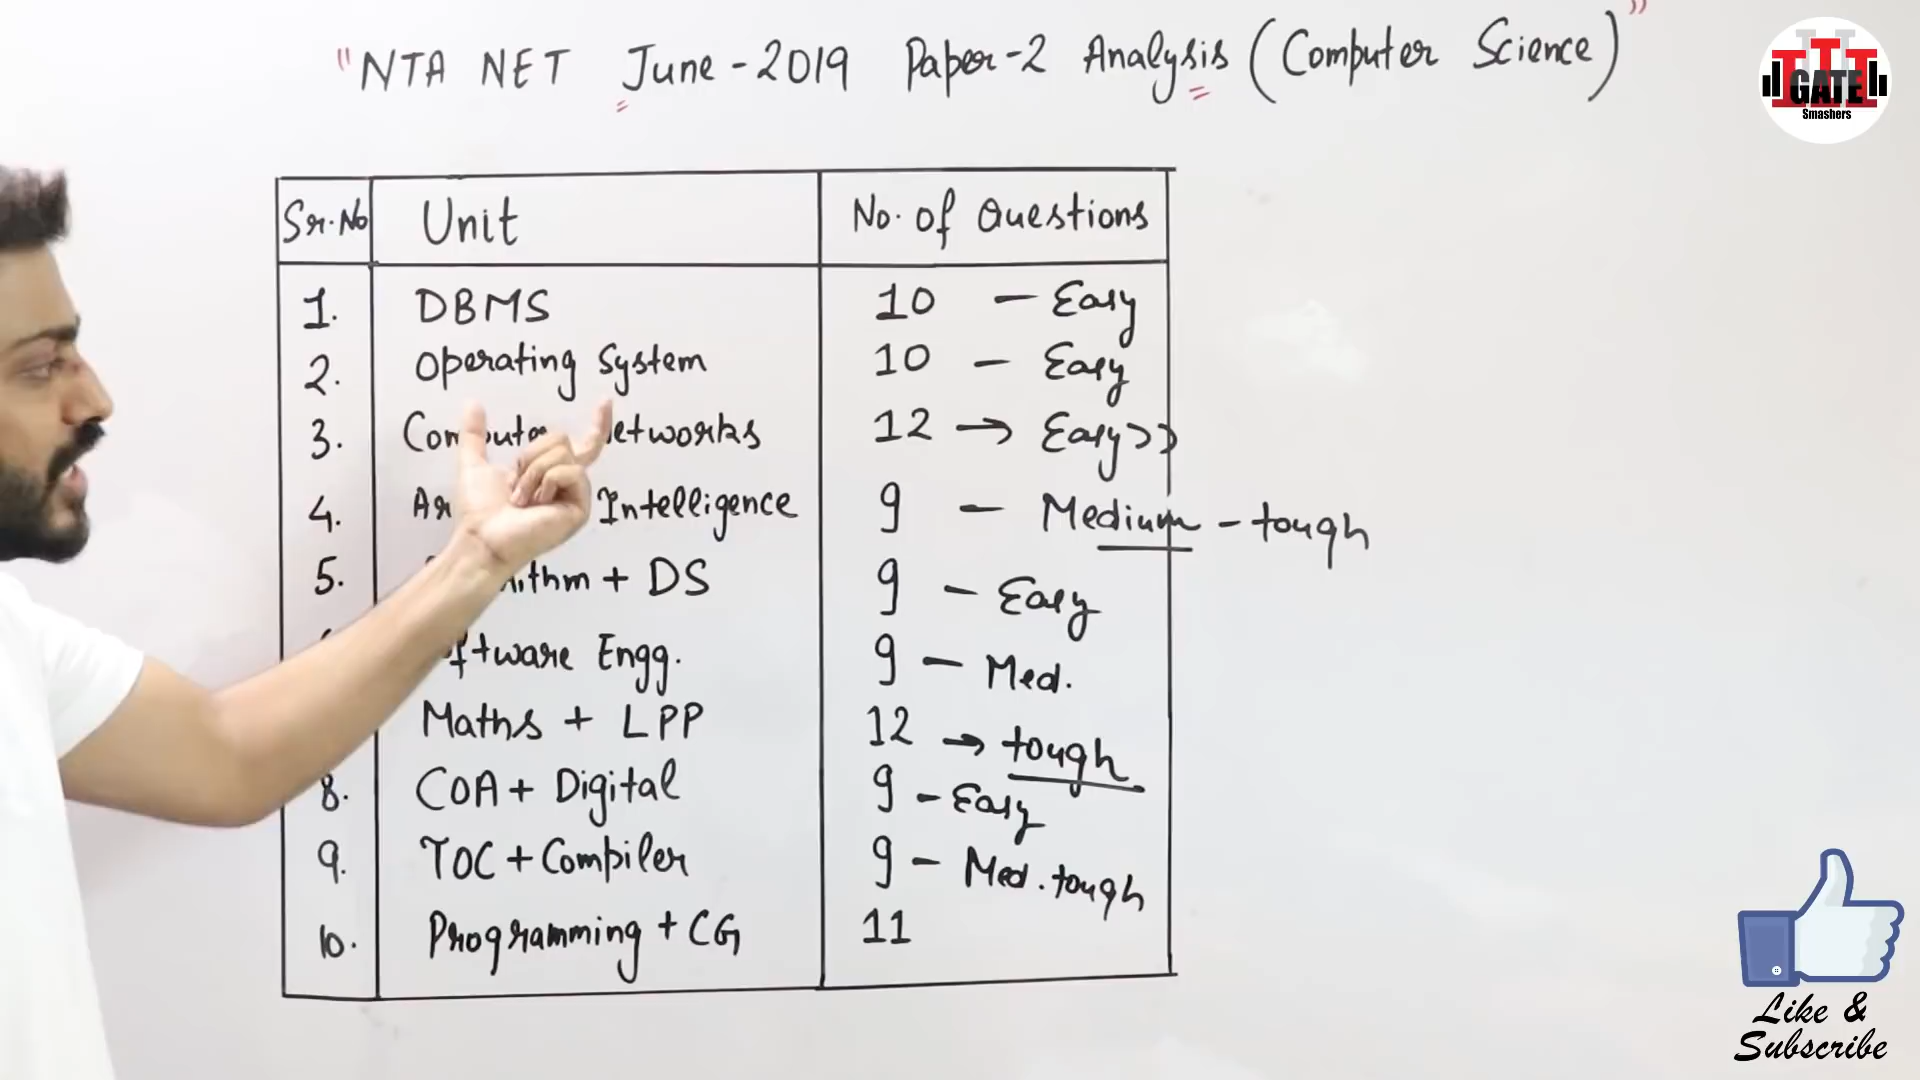 "NTA NET June-2019 Paper-2 Analysis (Computer Science)"
GATE
Smashers
Sr.No Unit No. of Questions
1. DBMS 10 - Easy
2. Operating System 10 - Easy
3. 12 → Easy>>
4. Intelligence 9 - Medium - tough
5. + DS 9 - Easy
Engg. 9 - Med.
Maths + LPP 12 → tough
8. COA + Digital 9 - Easy
9. TOC + Compiler 9 - Med. tough
10. Programming + CG 11
Like &
Subscribe